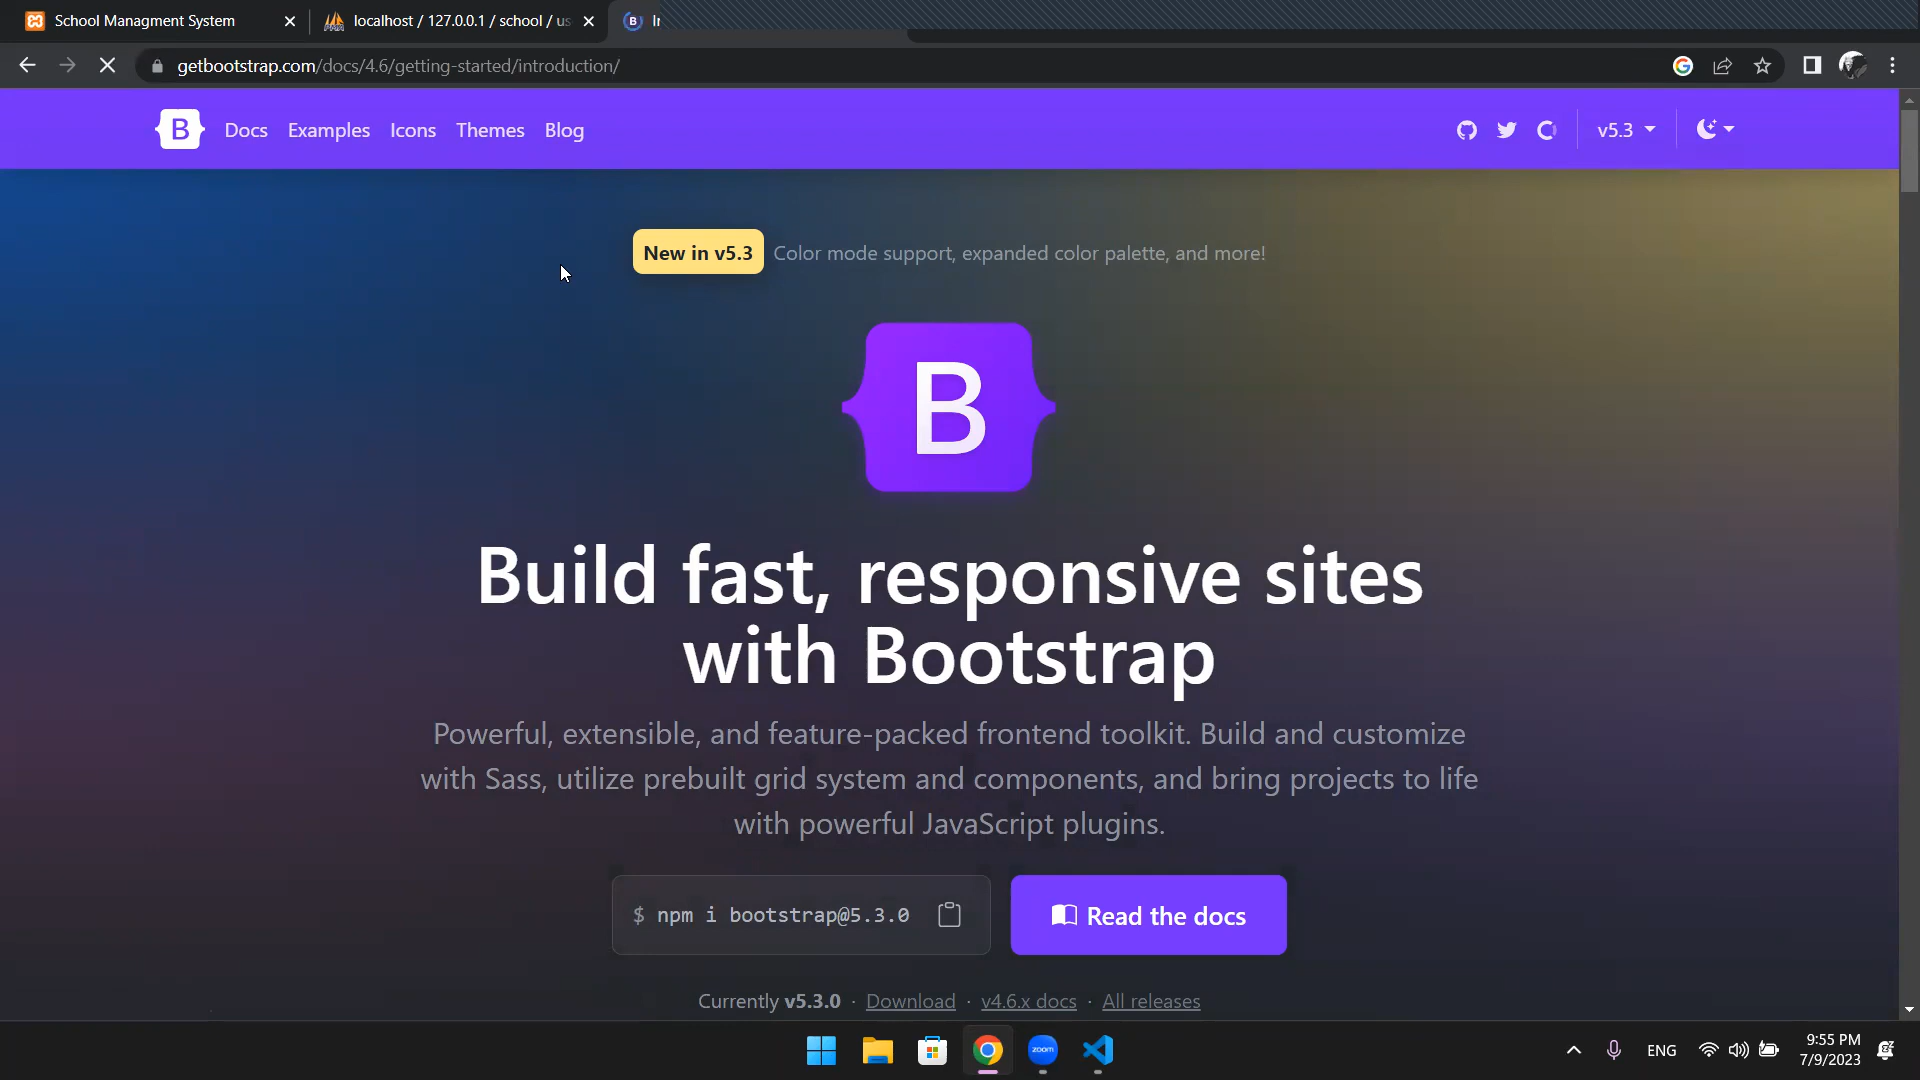 School Managment System
localhost / 127.0.0.1 / school / us
B
getbootstrap.com/docs/4.6/getting-started/introduction/
B
Docs
Examples
Icons
Themes
Blog
v5.3
New in v5.3
Color mode support, expanded color palette, and more!
B
Build fast, responsive sites
with Bootstrap
Powerful, extensible, and feature-packed frontend toolkit. Build and customize
with Sass, utilize prebuilt grid system and components, and bring projects to life
with powerful JavaScript plugins.
$ npm i bootstrap@5.3.0
Read the docs
Currently v5.3.0 · Download · v4.6.x docs · All releases
zoom
ENG
9:55 PM
7/9/2023